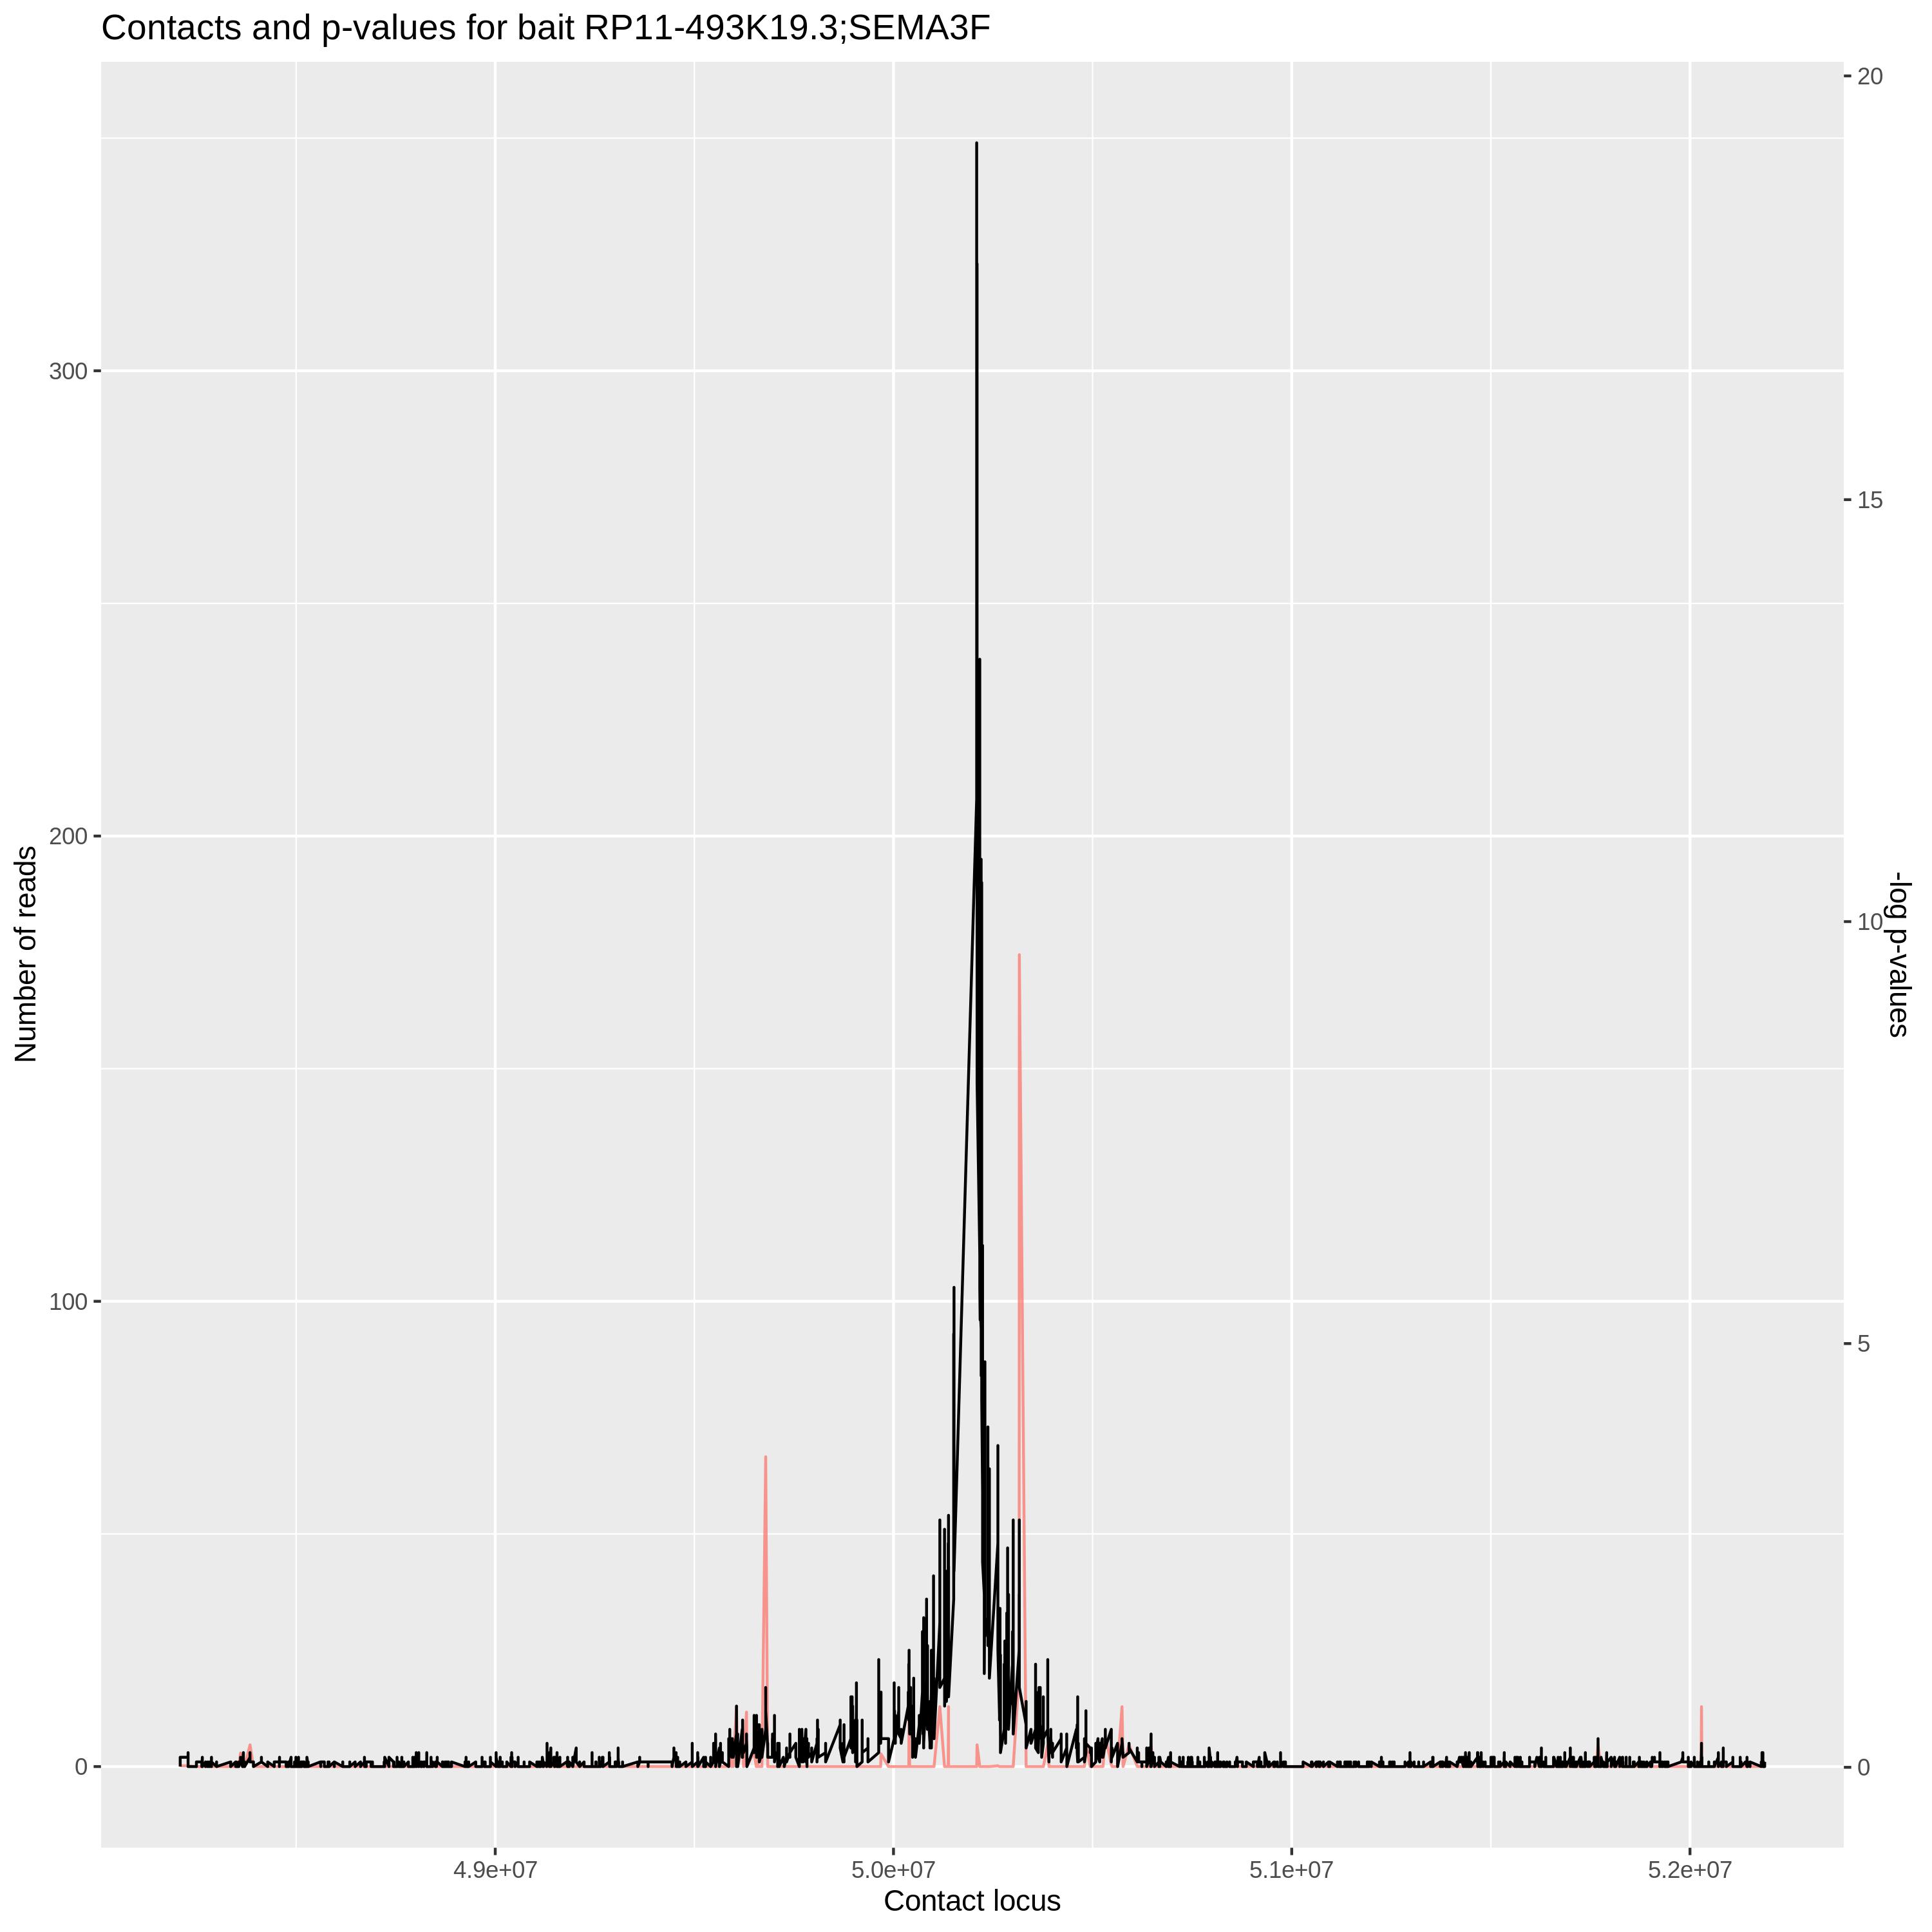 Contacts and p-values for bait RP11-493K19.3;SEMA3F
Number of reads
300
200
100
0
20
15
10
5
0
-log p-values
4.9e+07
5.0e+07
5.1e+07
5.2e+07
Contact locus